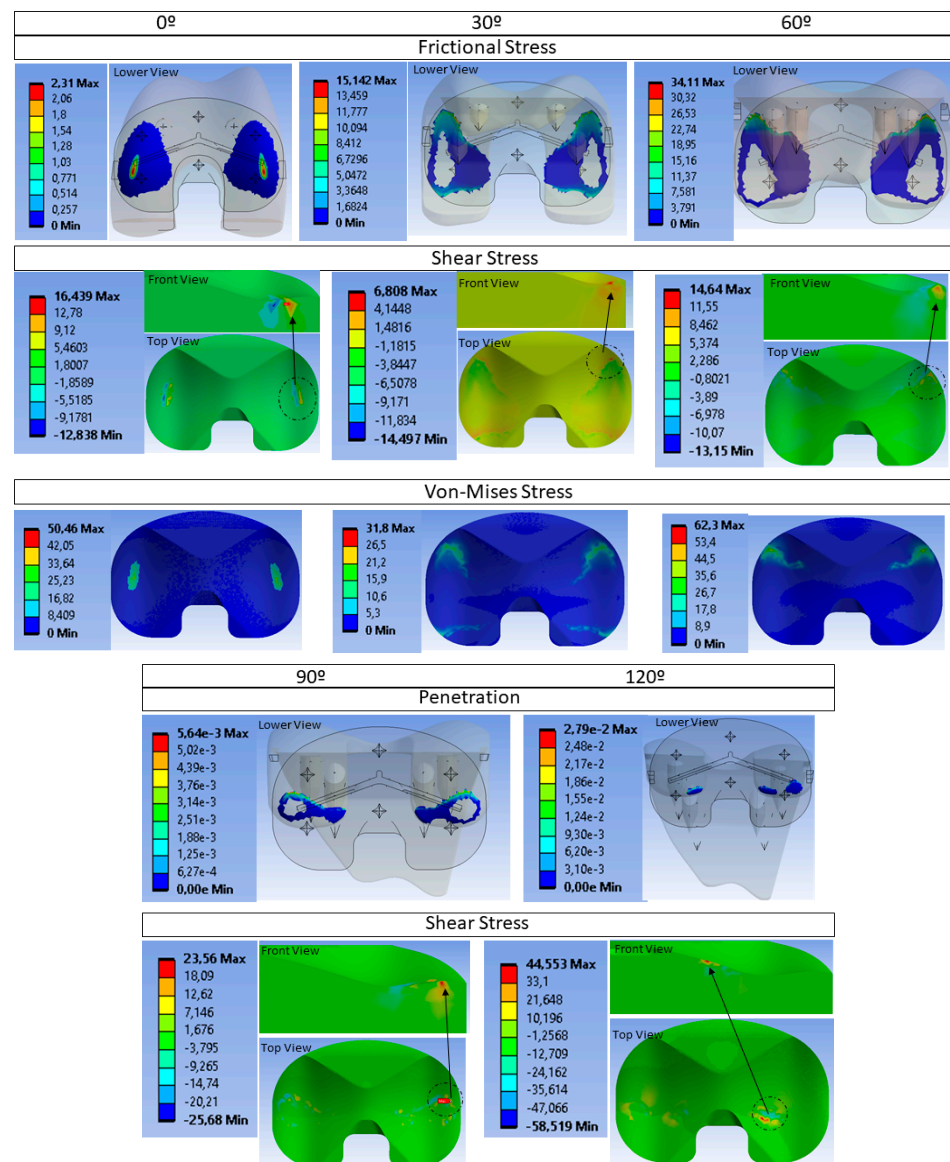 0º 30º 60º
Frictional Stress
Lower View
2,31 Max
2,06
1,8
1,54
1,28
1,03
0,771
0,514
0,257
0 Min
Lower View
15,142 Max
13,459
11,777
10,094
8,412
6,7296
5,0472
3,3648
1,6824
0 Min
Lower View
34,11 Max
30,32
26,53
22,74
18,95
15,16
11,37
7,581
3,791
0 Min
Shear Stress
Front View
Top View
16,439 Max
12,78
9,12
5,4603
1,8007
-1,8589
-5,5185
-9,1781
-12,838 Min
Front View
Top View
6,808 Max
4,1448
1,4816
-1,1815
-3,8447
-6,5078
-9,171
-11,834
-14,497 Min
Front View
Top View
14,64 Max
11,55
8,462
5,374
2,286
-0,8021
-3,89
-6,978
-10,07
-13,15 Min
Von-Mises Stress
50,46 Max
42,05
33,64
25,23
16,82
8,409
0 Min
31,8 Max
26,5
21,2
15,9
10,6
5,3
0 Min
62,3 Max
53,4
44,5
35,6
26,7
17,8
8,9
0 Min
90º 120º
Penetration
Lower View
5,64e-3 Max
5,02e-3
4,39e-3
3,76e-3
3,14e-3
2,51e-3
1,88e-3
1,25e-3
6,27e-4
0,00e Min
Lower View
2,79e-2 Max
2,48e-2
2,17e-2
1,86e-2
1,55e-2
1,24e-2
9,30e-3
6,20e-3
3,10e-3
0,00e Min
Shear Stress
Front View
Top View
23,56 Max
18,09
12,62
7,146
1,676
-3,795
-9,265
-14,74
-20,21
-25,68 Min
Front View
Top View
44,553 Max
33,1
21,648
10,196
-1,2568
-12,709
-24,162
-35,614
-47,066
-58,519 Min